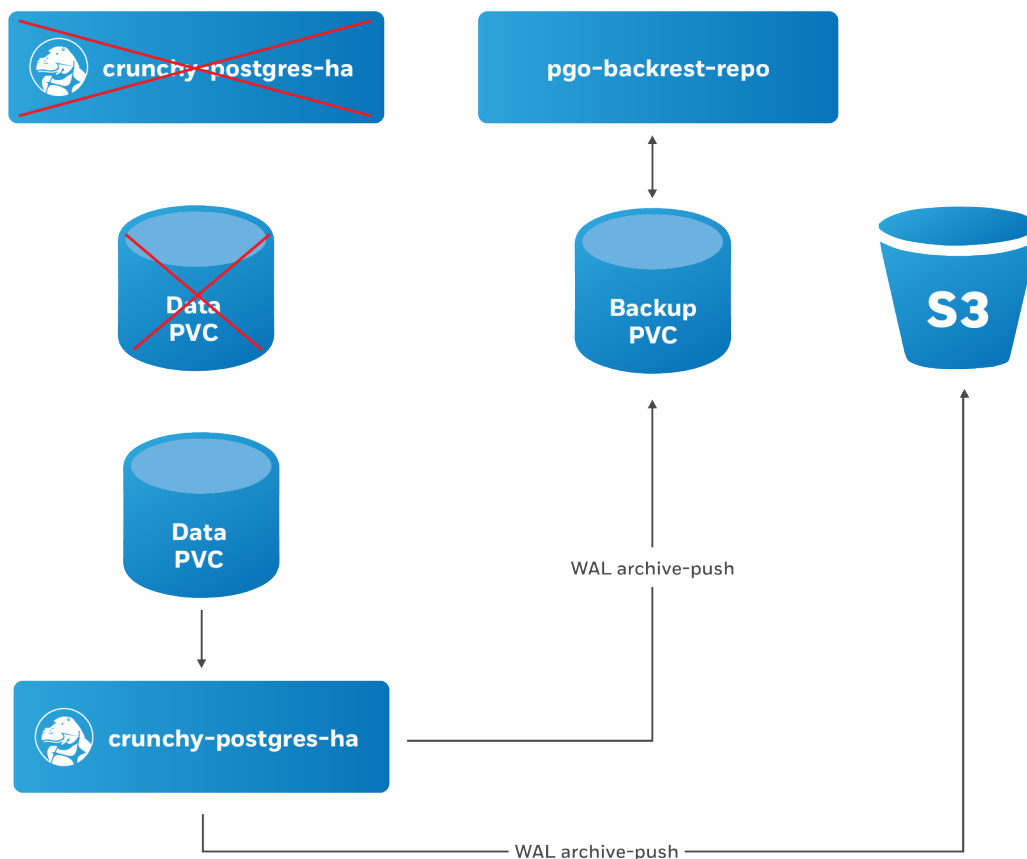 crunchy-postgres-ha
pgo-backrest-repo
Data
PVC
Backup
PVC
S3
Data
PVC
WAL archive-push
crunchy-postgres-ha
WAL archive-push